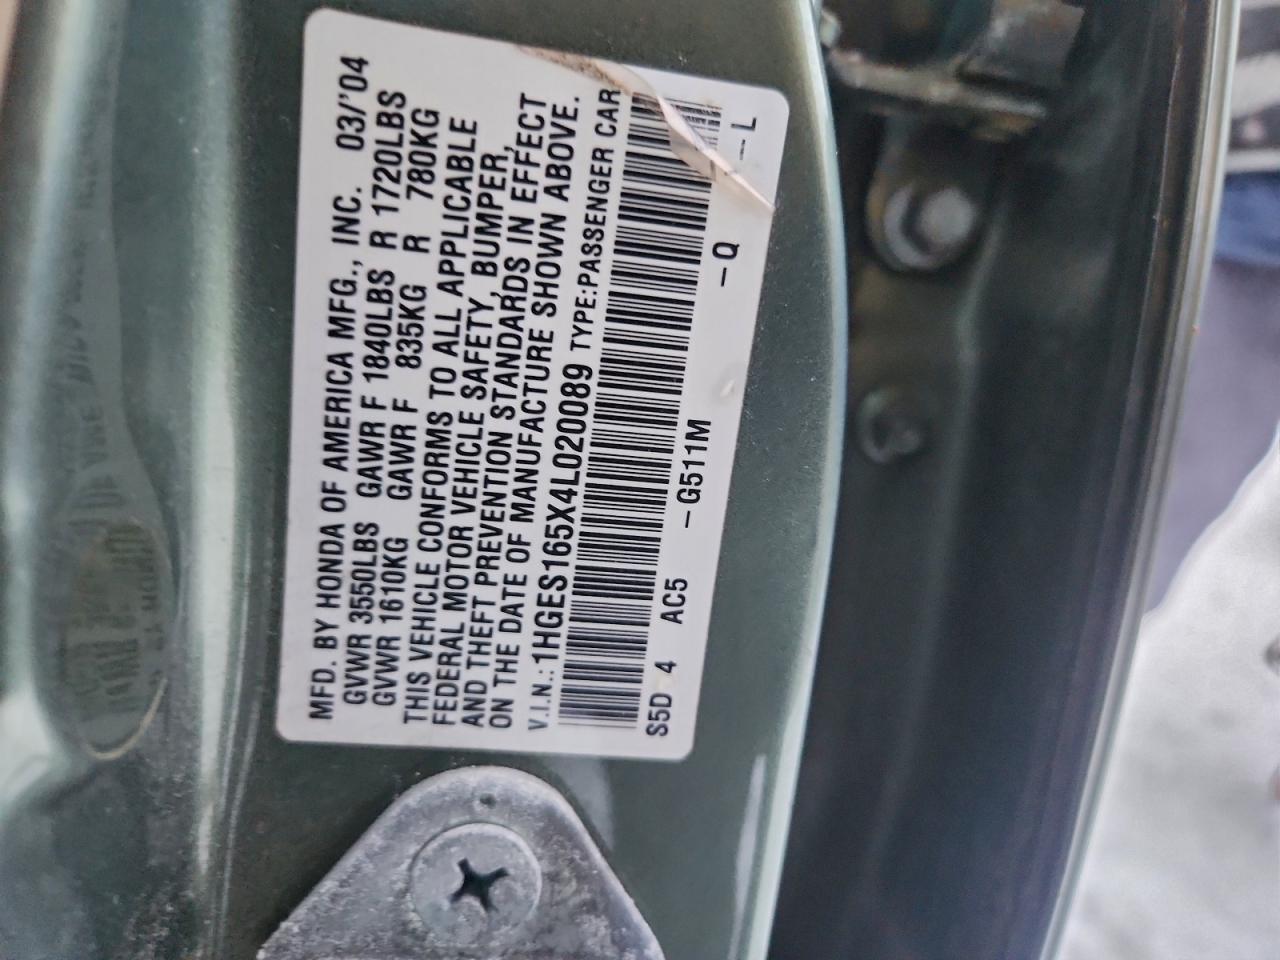 MFD. BY HONDA OF AMERICA MFG., INC. 03/'04
GVWR 3550LBS GAWR F 1840LBS R 1720LBS
GVWR 1610KG GAWR F 835KG R 780KG
THIS VEHICLE CONFORMS TO ALL APPLICABLE
FEDERAL MOTOR VEHICLE SAFETY, BUMPER,
AND THEFT PREVENTION STANDARDS IN EFFECT
ON THE DATE OF MANUFACTURE SHOWN ABOVE.
V.I.N.: 1HGES165X4L020089 TYPE:PASSENGER CAR
S5D 4 AC5 –G511M –Q –L